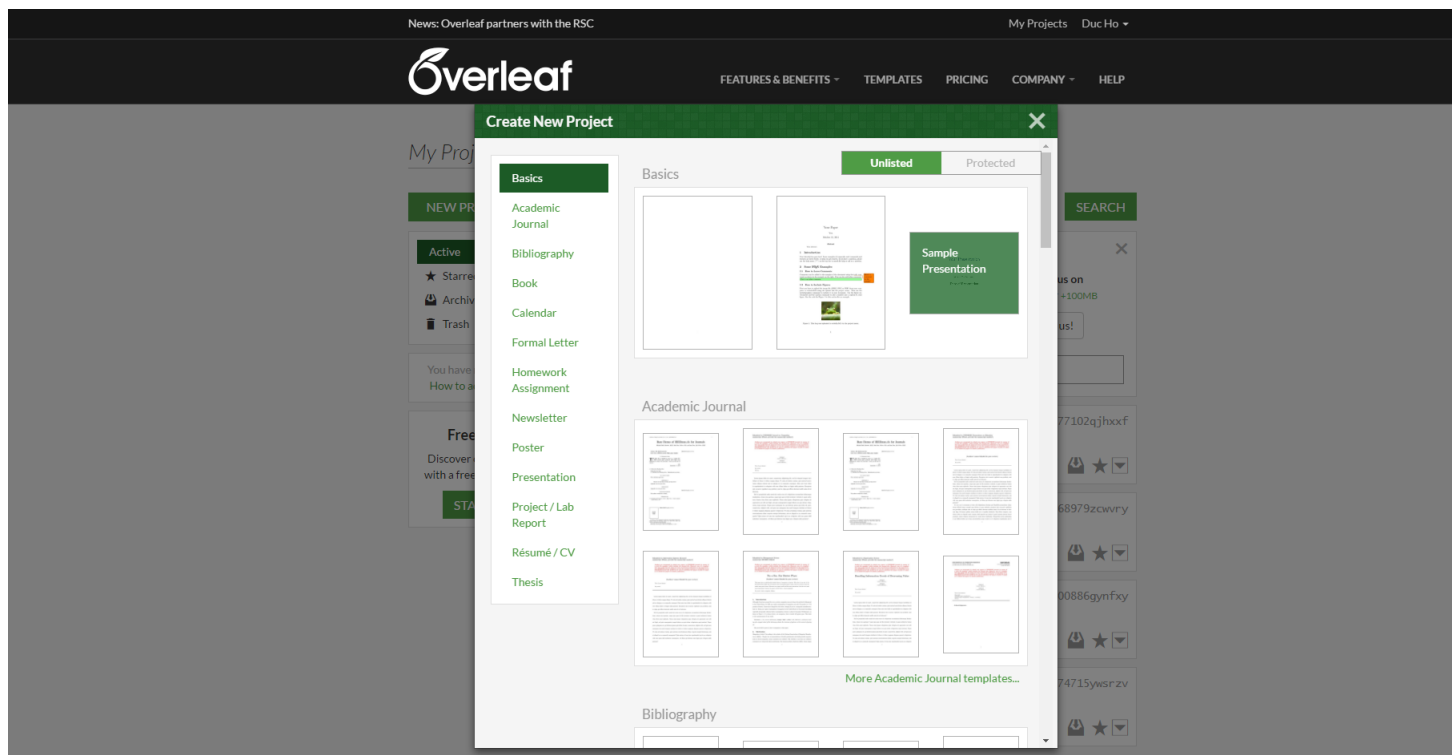 News: Overleaf partners with the RSC
My Projects Duc Ho
Overleaf
FEATURES & BENEFITS TEMPLATES PRICING COMPANY HELP
Create New Project
My Proj
NEW PR
SEARCH
Active
Starre
Archiv
Trash
You have
How to a
Free
Discover
with a free
STA
Basics
Academic
Journal
Bibliography
Book
Calendar
Formal Letter
Homework
Assignment
Newsletter
Poster
Presentation
Project / Lab
Report
Résumé / CV
Thesis
Unlisted Protected
Basics
Sample
Presentation
Academic Journal
More Academic Journal templates...
Bibliography
us on
+100MB
us!
77102qjhxxf
68979zcwvry
00886gynfxy
74715ywsrzv